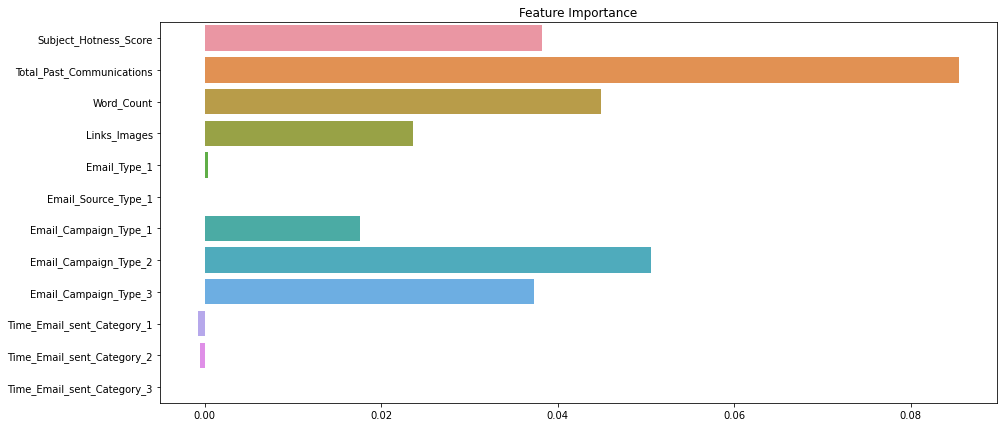 Feature Importance
Subject_Hotness_Score
Total_Past_Communications
Word_Count
Links_Images
Email_Type_1
Email_Source_Type_1
Email_Campaign_Type_1
Email_Campaign_Type_2
Email_Campaign_Type_3
Time_Email_sent_Category_1
Time_Email_sent_Category_2
Time_Email_sent_Category_3
0.00 0.02 0.04 0.06 0.08